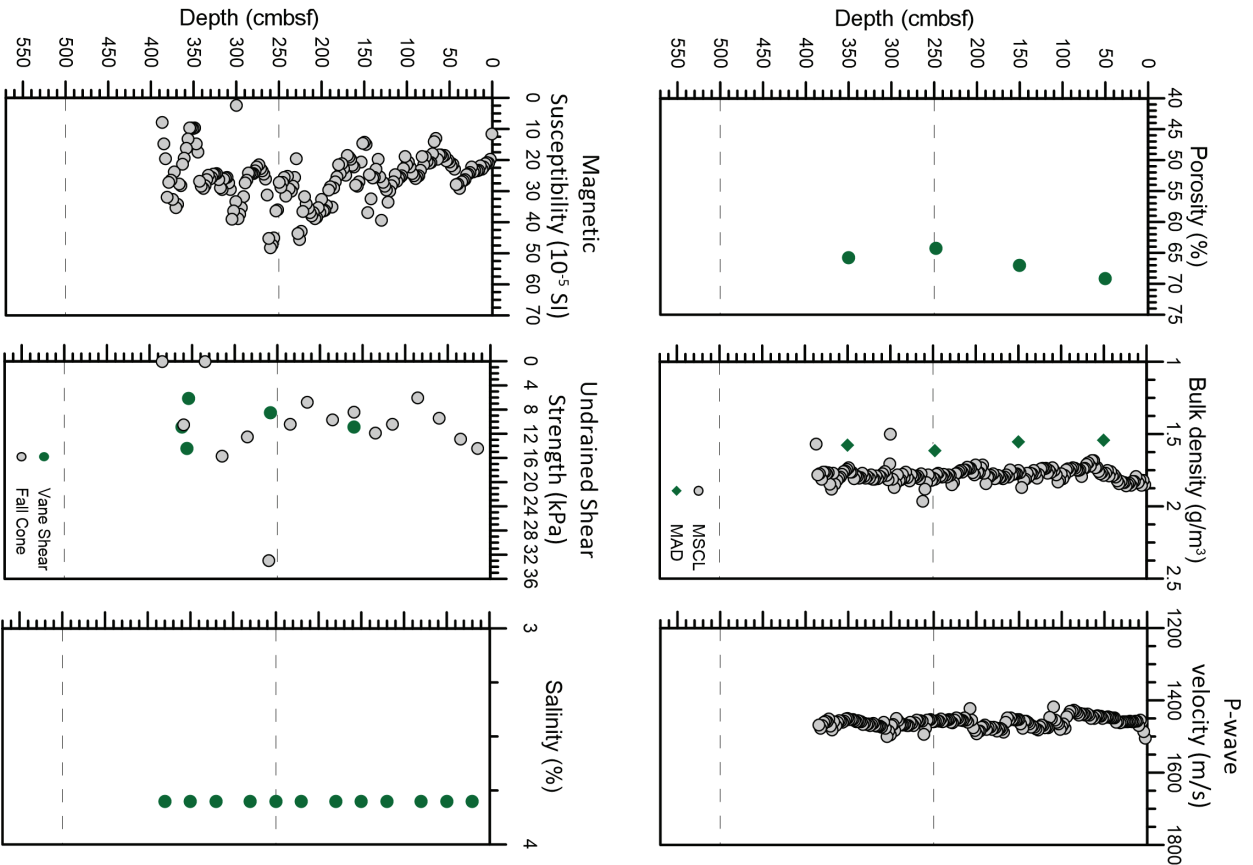 Porosity (%)
Bulk density (g/m³)
P-wave
velocity (m/s)
40 45 50 55 60 65 70 75
1 1.5 2 2.5
1200 1400 1600 1800
Depth (cmbsf)
0
50
100
150
200
250
300
350
400
450
500
550
MSCL
MAD
Magnetic
Susceptibility (10⁻⁵ SI)
Undrained Shear
Strength (kPa)
Salinity (%)
0 10 20 30 40 50 60 70
0 4 8 12 16 20 24 28 32 36
3 4
Depth (cmbsf)
0
50
100
150
200
250
300
350
400
450
500
550
Vane Shear
Fall Cone